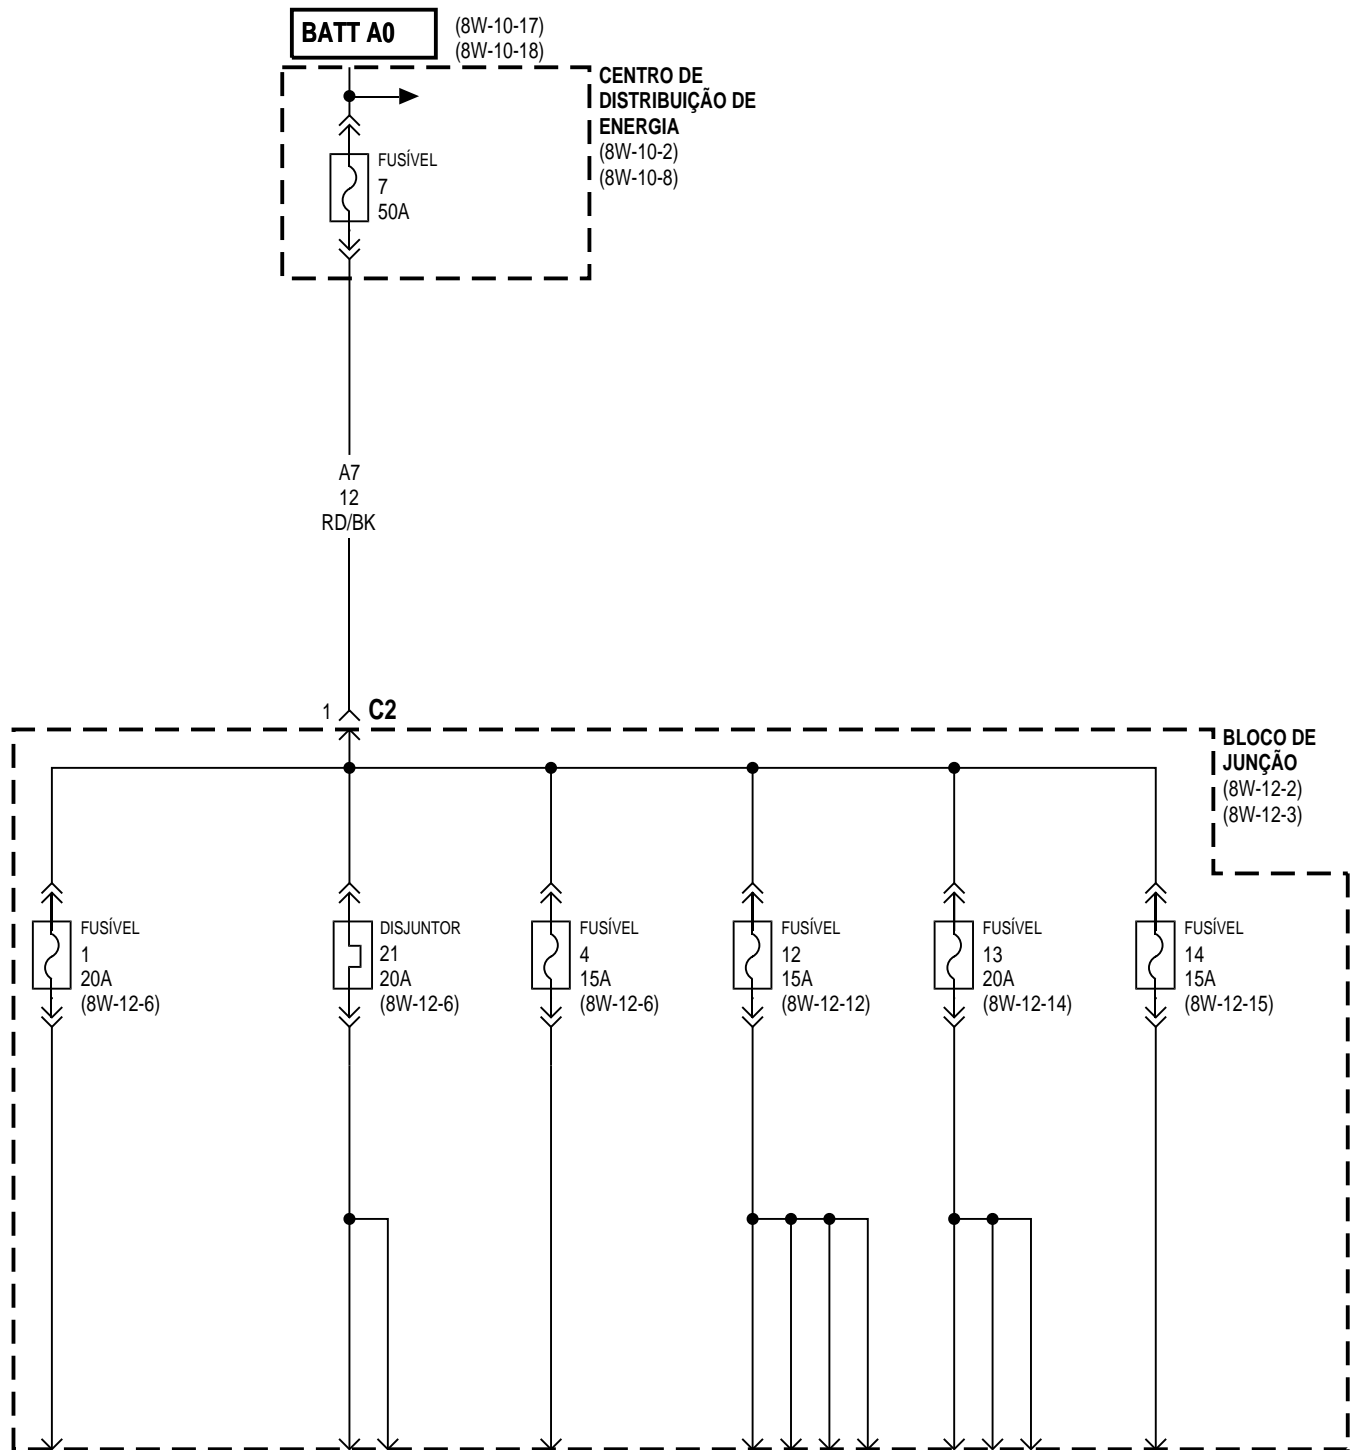 BATT A0
(8W-10-17)
(8W-10-18)
CENTRO DE
DISTRIBUIÇÃO DE
ENERGIA
(8W-10-2)
(8W-10-8)
FUSÍVEL
7
50A
A7
12
RD/BK
1
C2
BLOCO DE
JUNÇÃO
(8W-12-2)
(8W-12-3)
FUSÍVEL
1
20A
(8W-12-6)
DISJUNTOR
21
20A
(8W-12-6)
FUSÍVEL
4
15A
(8W-12-6)
FUSÍVEL
12
15A
(8W-12-12)
FUSÍVEL
13
20A
(8W-12-14)
FUSÍVEL
14
15A
(8W-12-15)